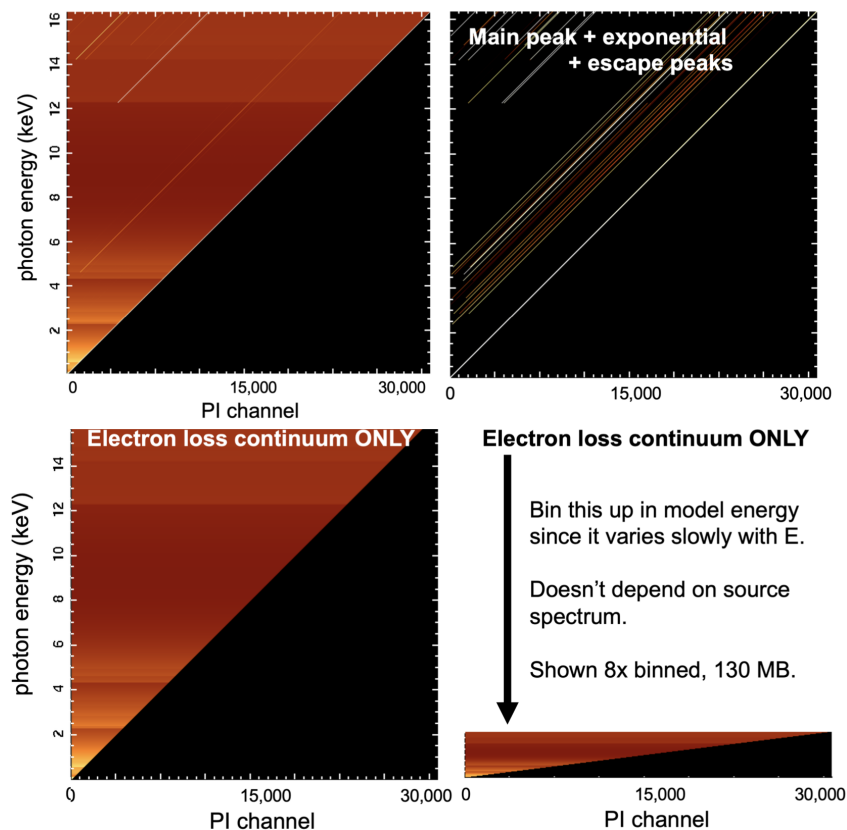 16
14
12
10
8
6
4
2
photon energy (keV)
0
15,000
30,000
PI channel
Main peak + exponential
+ escape peaks
0
15,000
30,000
Electron loss continuum ONLY
14
12
10
8
6
4
2
0
photon energy (keV)
0
15,000
30,000
PI channel
Electron loss continuum ONLY
Bin this up in model energy
since it varies slowly with E.
Doesn't depend on source
spectrum.
Shown 8x binned, 130 MB.
0
15,000
30,000
PI channel